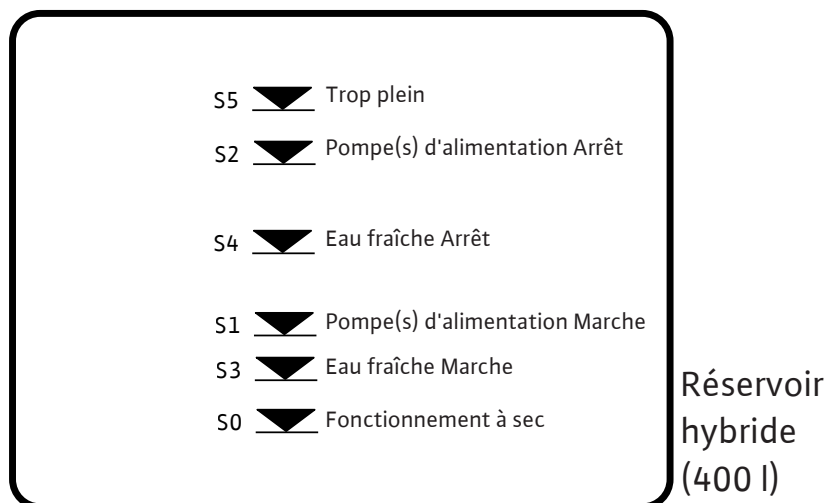 S5 Trop plein
S2 Pompe(s) d'alimentation Arrêt
S4 Eau fraîche Arrêt
S1 Pompe(s) d'alimentation Marche
S3 Eau fraîche Marche
S0 Fonctionnement à sec
Réservoir
hybride
(400 l)